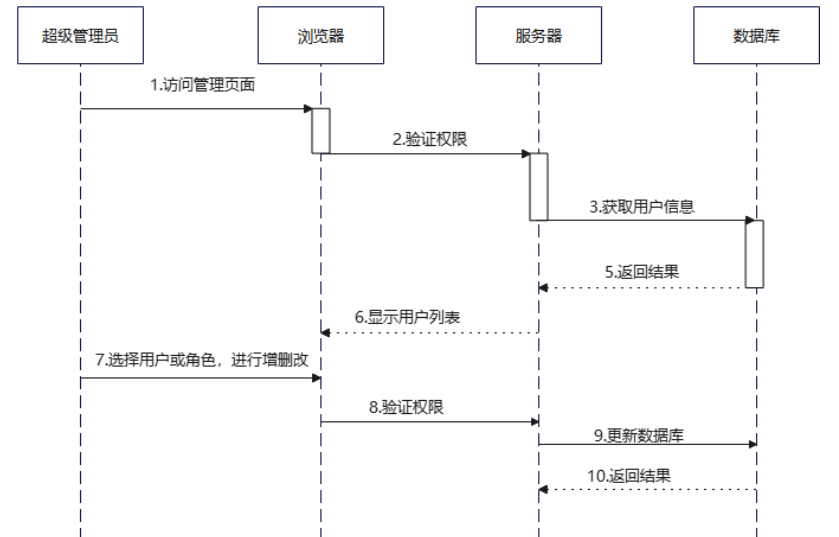 超级管理员
浏览器
服务器
数据库
1.访问管理页面
2.验证权限
3.获取用户信息
5.返回结果
6.显示用户列表
7.选择用户或角色，进行增删改
8.验证权限
9.更新数据库
10.返回结果